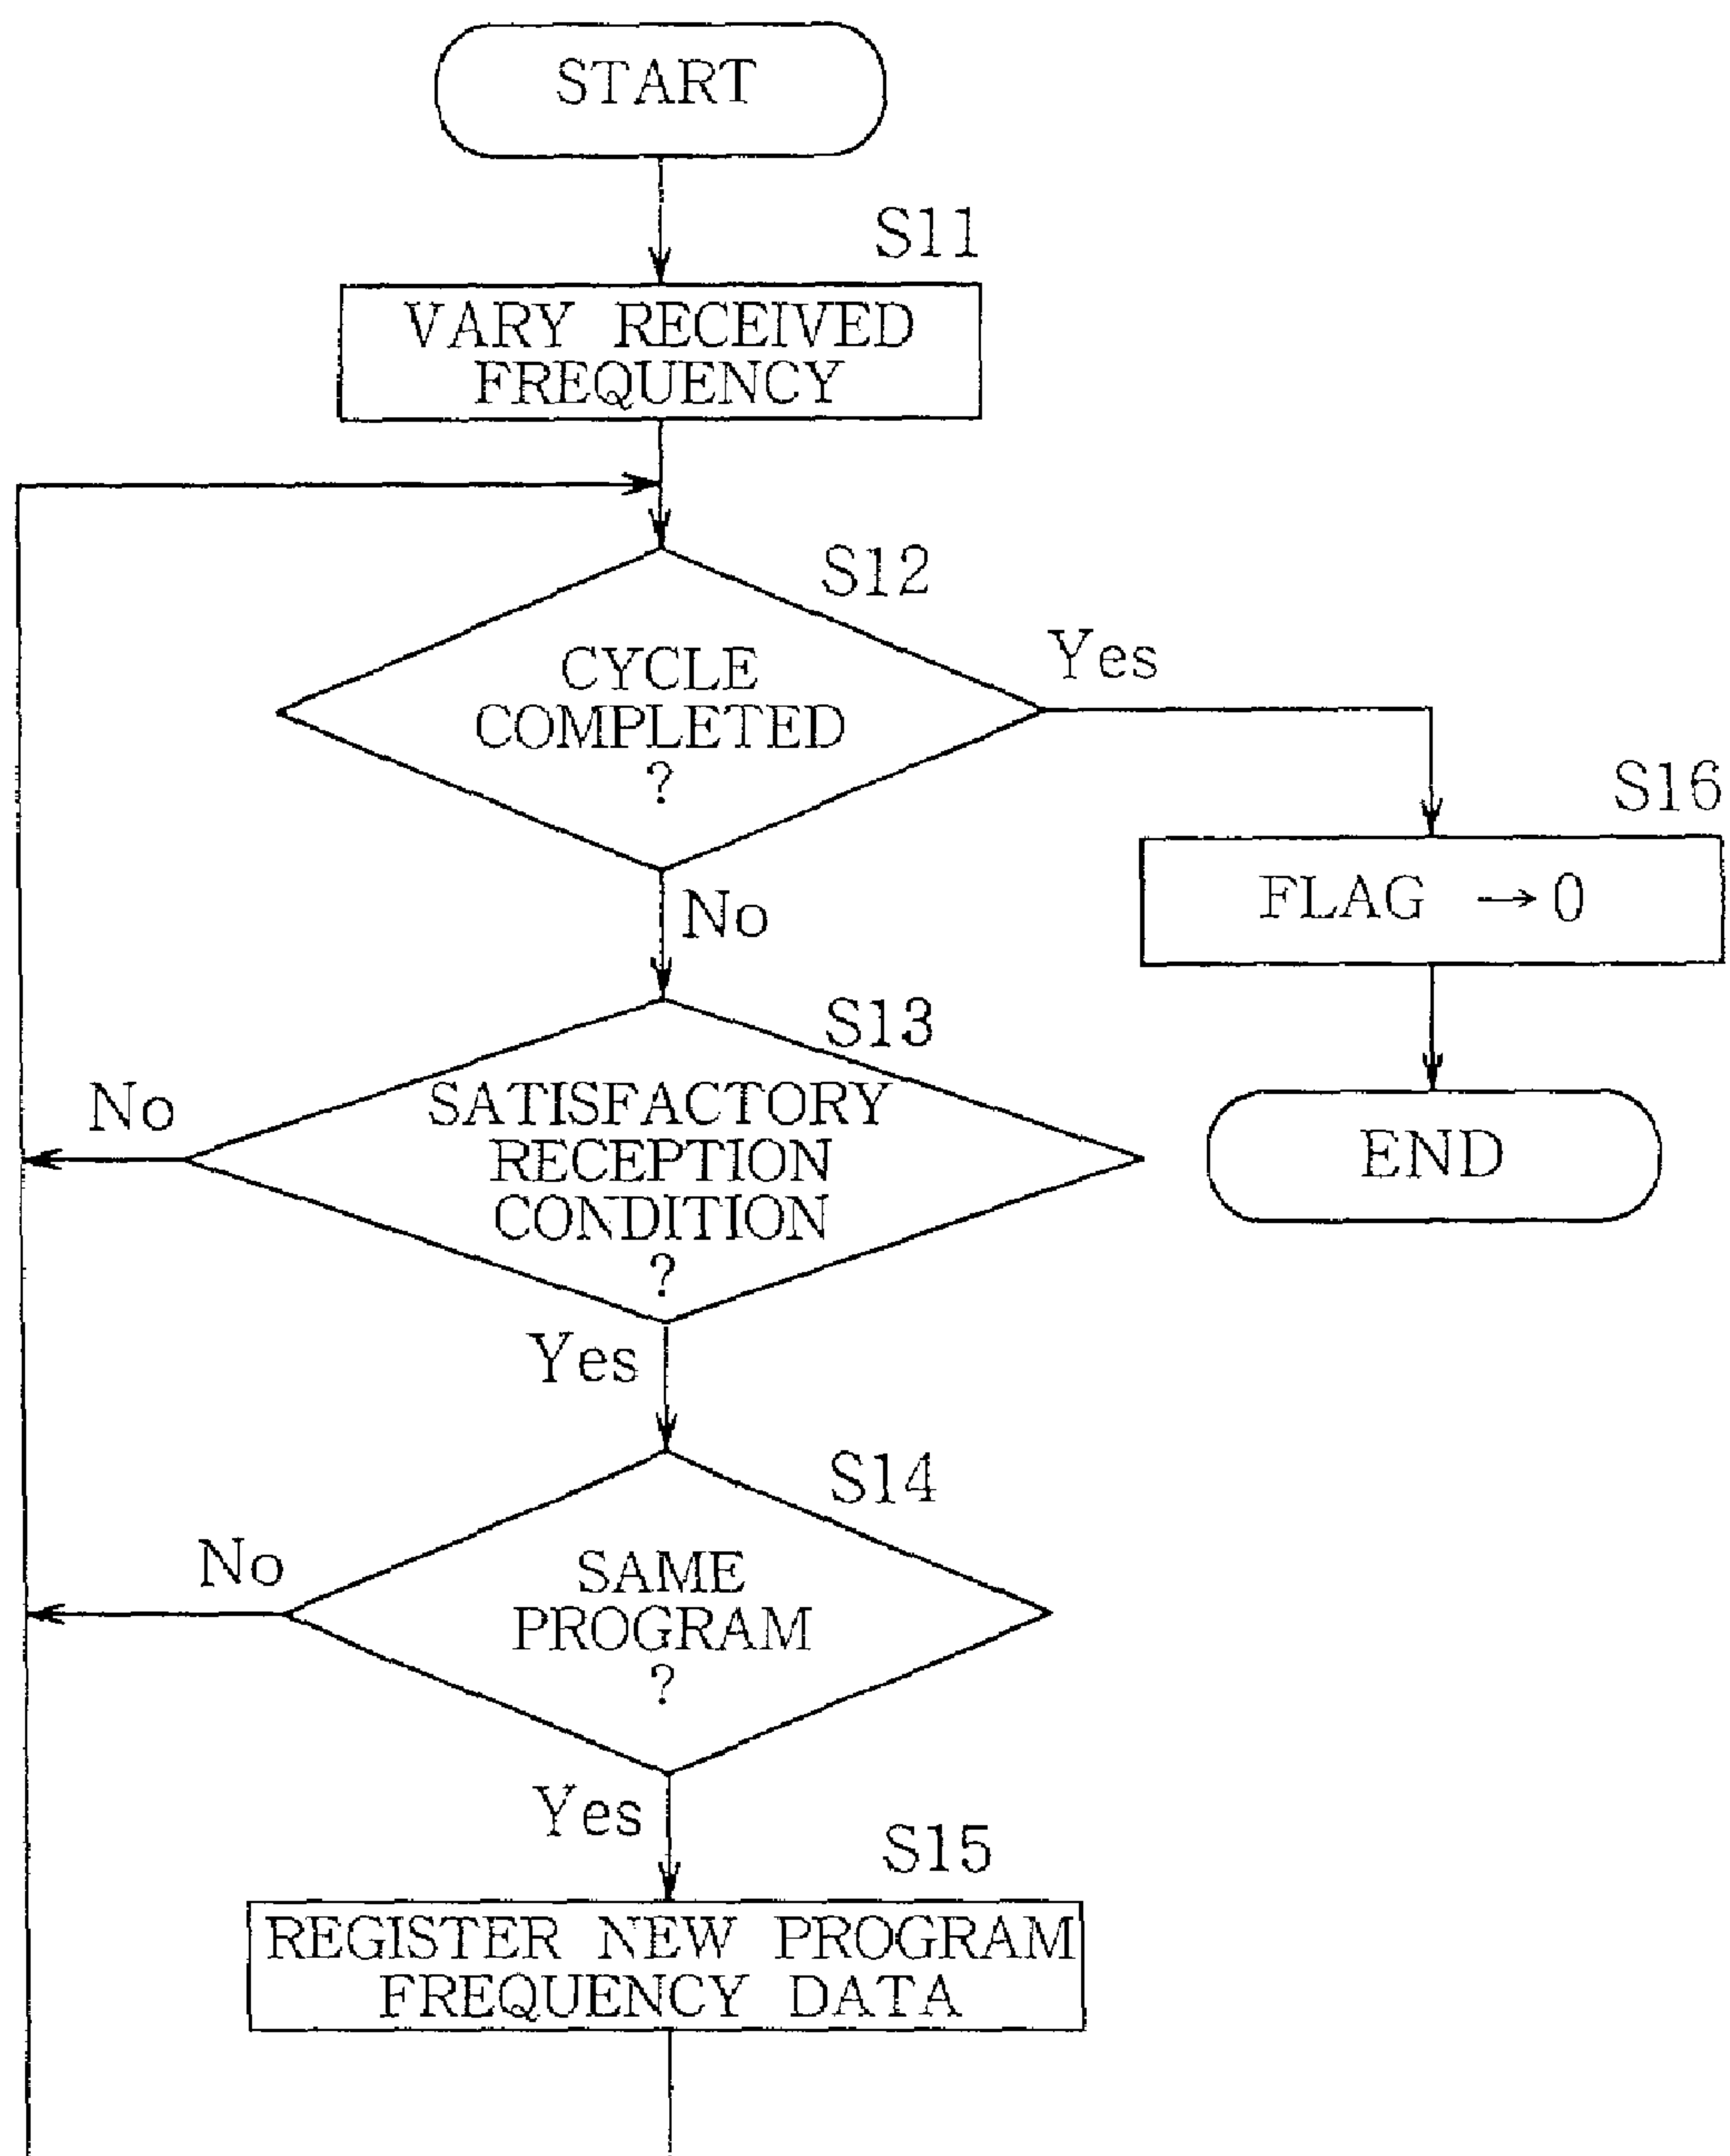 START
S11
VARY RECEIVED
FREQUENCY
S12
CYCLE
COMPLETED
?
Yes
No
S16
FLAG → 0
END
S13
SATISFACTORY
RECEPTION
CONDITION
?
No
Yes
S14
SAME
PROGRAM
?
No
Yes
S15
REGISTER NEW PROGRAM
FREQUENCY DATA